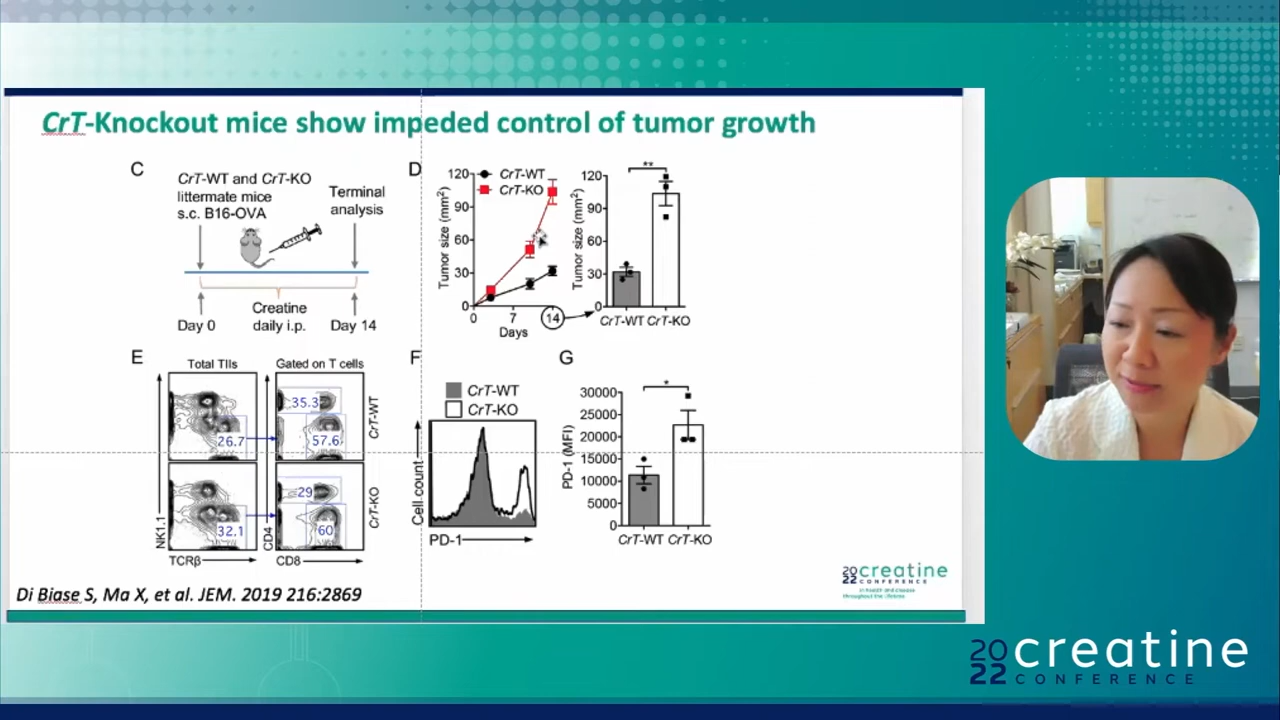 CrT-Knockout mice show impeded control of tumor growth
C
CrT-WT and CrT-KO
littermate mice
s.c. B16-OVA
Terminal
analysis
Creatine
daily i.p.
Day 0
Day 14
D
CrT-WT
CrT-KO
Tumor size (mm²)
120
90
60
30
0
0
7
14
Days
Tumor size (mm²)
120
90
60
30
0
**
CrT-WT CrT-KO
E
Total TIIs
Gated on T cells
26.7
35.3
57.6
CrT-WT
32.1
29
60
CrT-KO
NK1.1
CD4
TCRβ
CD8
F
CrT-WT
CrT-KO
Cell count
PD-1
G
PD-1 (MFI)
30000
25000
20000
15000
10000
5000
0
*
CrT-WT CrT-KO
Di Biase S, Ma X, et al. JEM. 2019 216:2869
2022 creatine
CONFERENCE
in health and disease
throughout the lifetime
2022 creatine
CONFERENCE